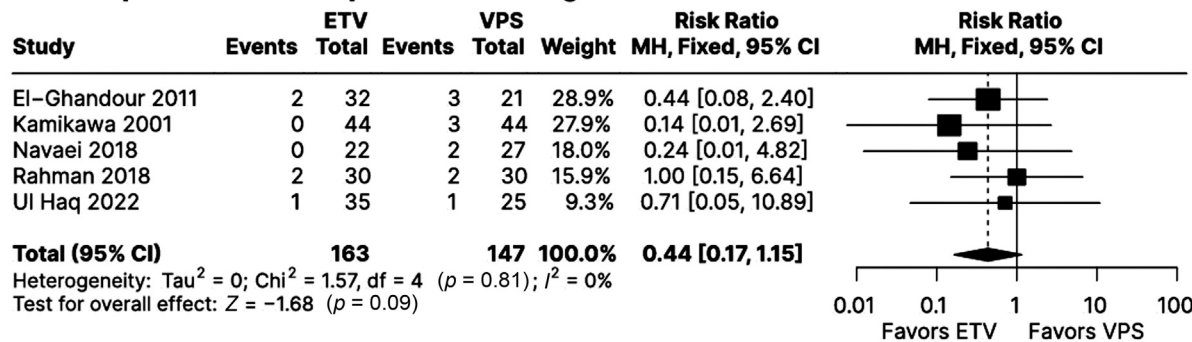 ETV VPS Risk Ratio Risk Ratio
Study Events Total Events Total Weight MH, Fixed, 95% CI MH, Fixed, 95% CI
El–Ghandour 2011 2 32 3 21 28.9% 0.44 [0.08, 2.40]
Kamikawa 2001 0 44 3 44 27.9% 0.14 [0.01, 2.69]
Navaei 2018 0 22 2 27 18.0% 0.24 [0.01, 4.82]
Rahman 2018 2 30 2 30 15.9% 1.00 [0.15, 6.64]
Ul Haq 2022 1 35 1 25 9.3% 0.71 [0.05, 10.89]
Total (95% CI) 163 147 100.0% 0.44 [0.17, 1.15]
Heterogeneity: Tau² = 0; Chi² = 1.57, df = 4 (p = 0.81); I² = 0%
Test for overall effect: Z = −1.68 (p = 0.09)
0.01 0.1 1 10 100
Favors ETV Favors VPS